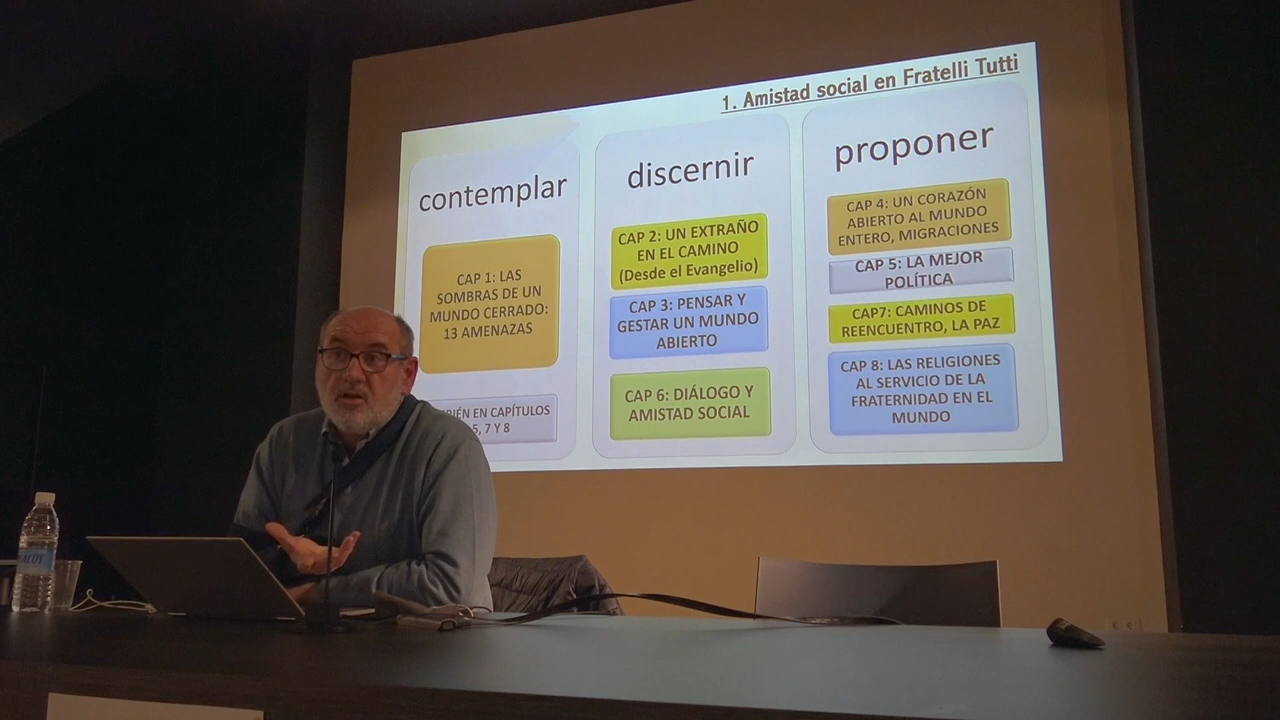 1. Amistad social en Fratelli Tutti
contemplar
CAP 1: LAS
SOMBRAS DE UN
MUNDO CERRADO:
13 AMENAZAS
EN CAPÍTULOS
5, 7 Y 8
discernir
CAP 2: UN EXTRAÑO
EN EL CAMINO
(Desde el Evangelio)
CAP 3: PENSAR Y
GESTAR UN MUNDO
ABIERTO
CAP 6: DIÁLOGO Y
AMISTAD SOCIAL
proponer
CAP 4: UN CORAZÓN
ABIERTO AL MUNDO
ENTERO, MIGRACIONES
CAP 5: LA MEJOR
POLÍTICA
CAP7: CAMINOS DE
REENCUENTRO, LA PAZ
CAP 8: LAS RELIGIONES
AL SERVICIO DE LA
FRATERNIDAD EN EL
MUNDO